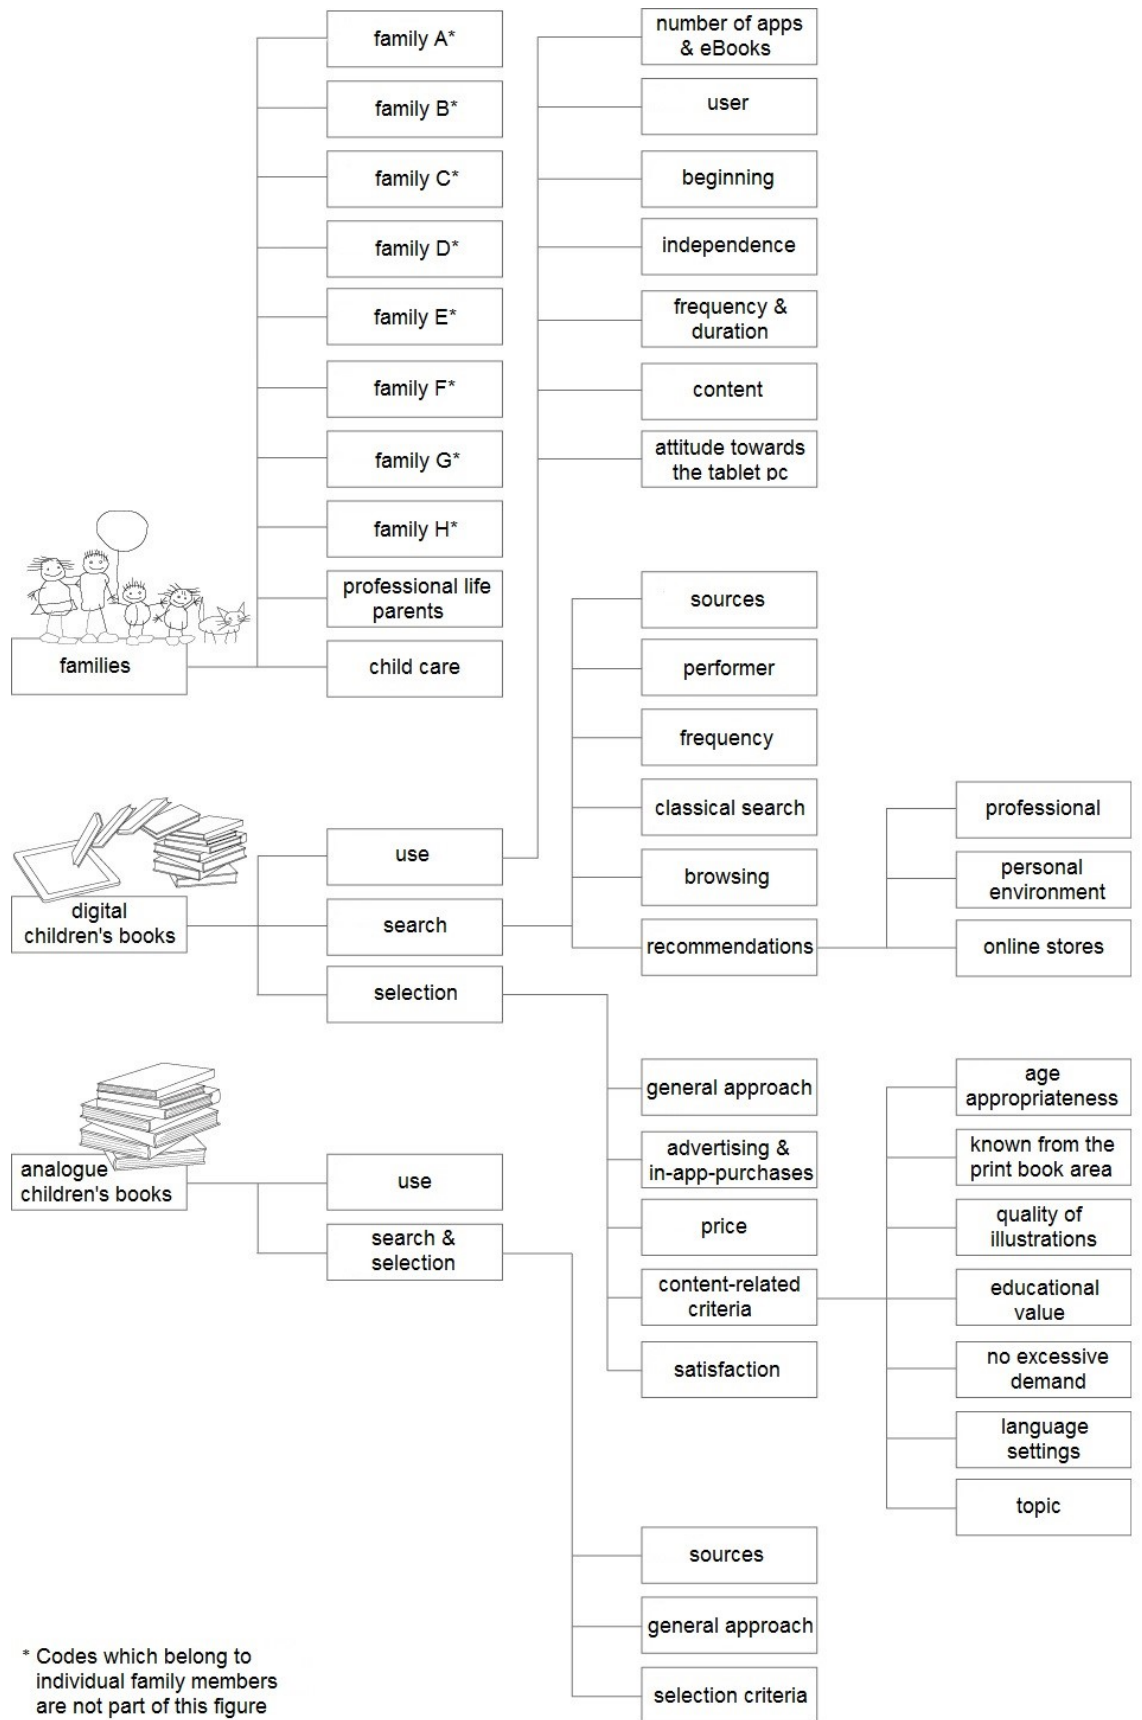 family A*
family B*
family C*
family D*
family E*
family F*
family G*
family H*
professional life
parents
child care
families
number of apps
& eBooks
user
beginning
independence
frequency &
duration
content
attitude towards
the tablet pc
digital
children's books
use
search
selection
sources
performer
frequency
classical search
browsing
recommendations
professional
personal
environment
online stores
general approach
advertising &
in-app-purchases
price
content-related
criteria
satisfaction
age
appropriateness
known from the
print book area
quality of
illustrations
educational
value
no excessive
demand
language
settings
topic
analogue
children's books
use
search &
selection
sources
general approach
selection criteria
* Codes which belong to
individual family members
are not part of this figure